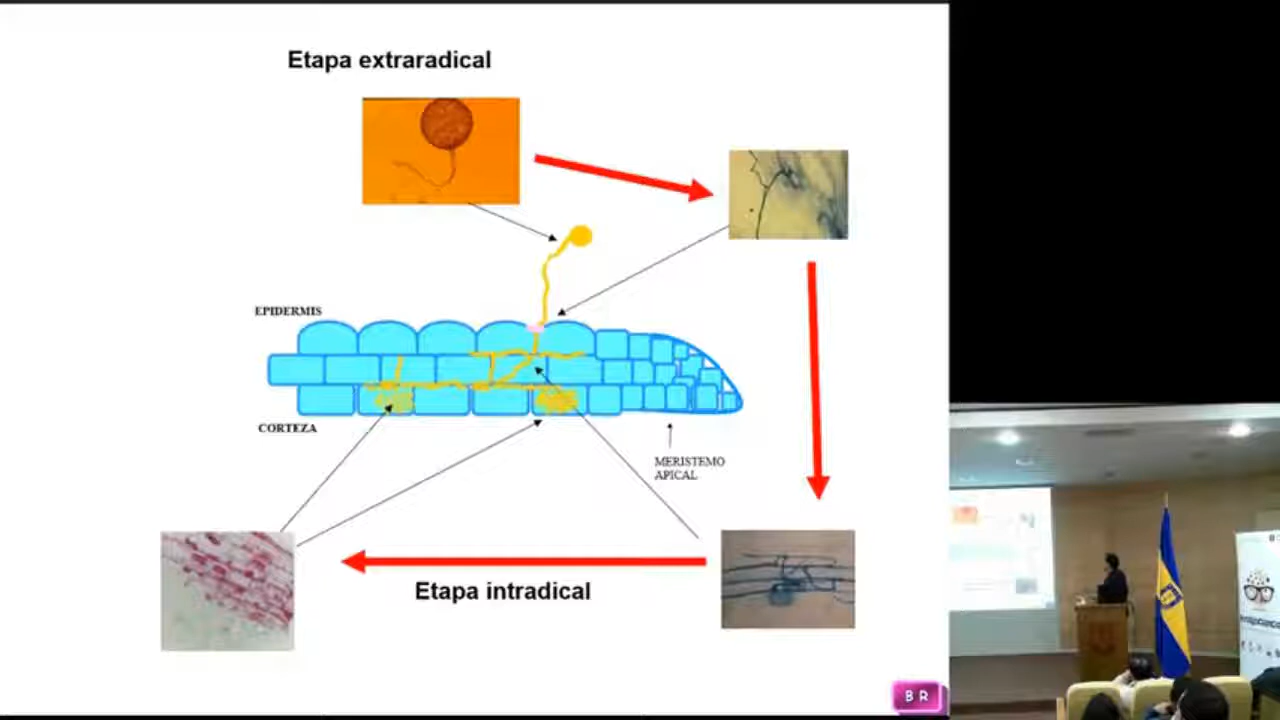 Etapa extraradical
EPIDERMIS
CORTEZA
MERISTEMO
APICAL
Etapa intradical
B R